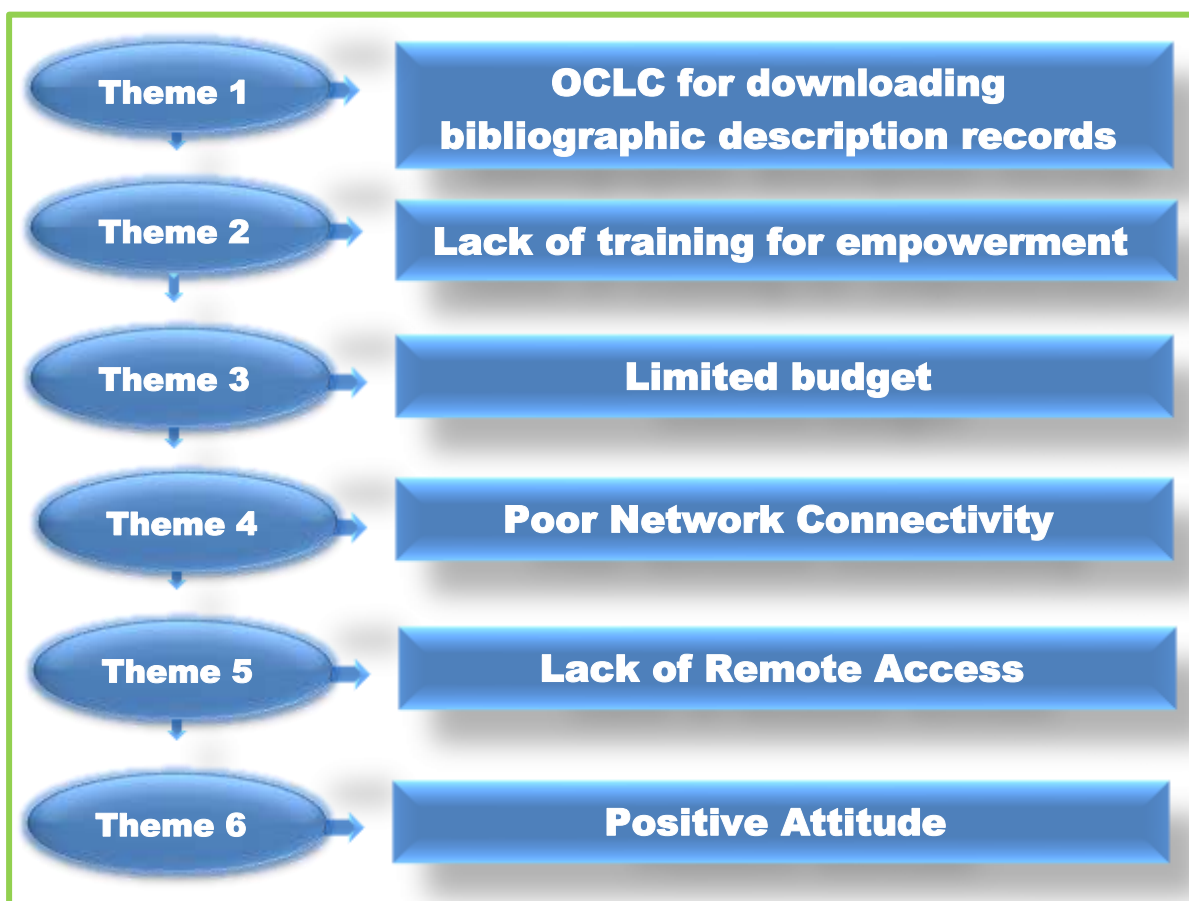 Theme 1
OCLC for downloading
bibliographic description records
Theme 2
Lack of training for empowerment
Theme 3
Limited budget
Theme 4
Poor Network Connectivity
Theme 5
Lack of Remote Access
Theme 6
Positive Attitude